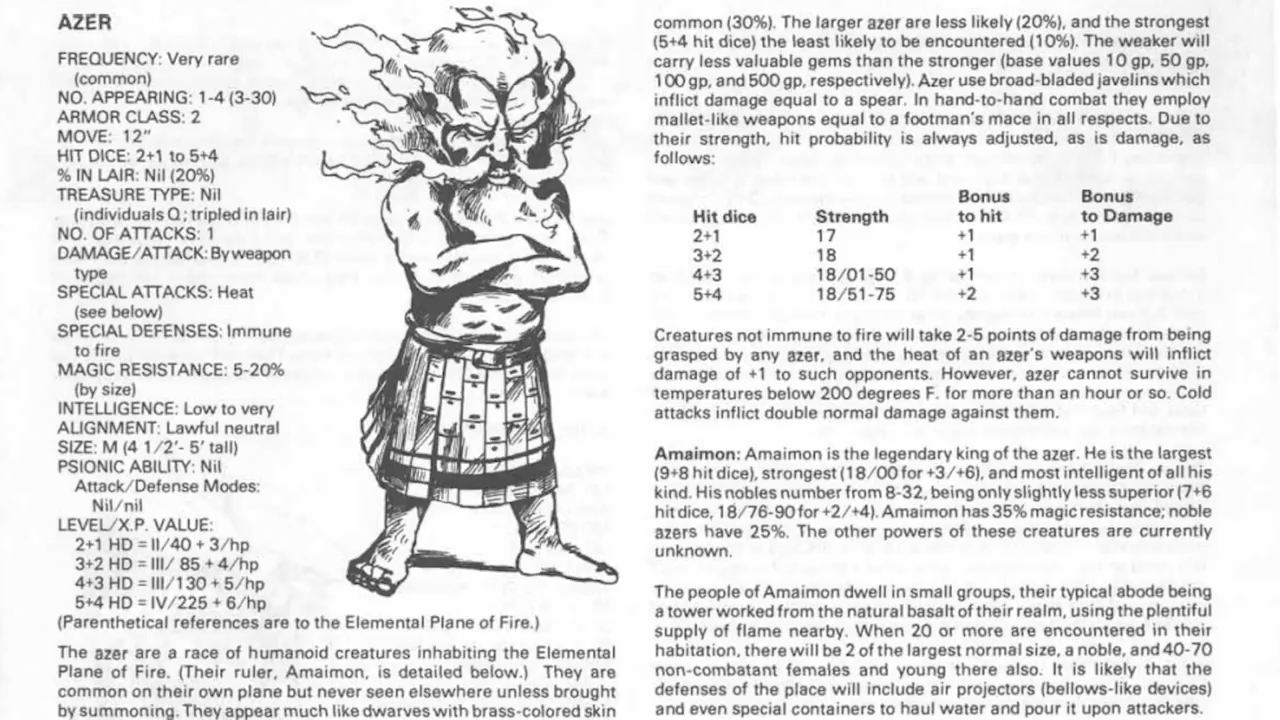 AZER
FREQUENCY: Very rare
(common)
NO. APPEARING: 1-4 (3-30)
ARMOR CLASS: 2
MOVE: 12"
HIT DICE: 2+1 to 5+4
% IN LAIR: Nil (20%)
TREASURE TYPE: Nil
(individuals Q; tripled in lair)
NO. OF ATTACKS: 1
DAMAGE/ATTACK: By weapon
type
SPECIAL ATTACKS: Heat
(see below)
SPECIAL DEFENSES: Immune
to fire
MAGIC RESISTANCE: 5-20%
(by size)
INTELLIGENCE: Low to very
ALIGNMENT: Lawful neutral
SIZE: M (4 1/2'- 5' tall)
PSIONIC ABILITY: Nil
Attack/Defense Modes:
Nil/nil
LEVEL/X.P. VALUE:
2+1 HD = II/40 + 3/hp
3+2 HD = III/ 85 + 4/hp
4+3 HD = III/130 + 5/hp
5+4 HD = IV/225 + 6/hp
(Parenthetical references are to the Elemental Plane of Fire.)
The azer are a race of humanoid creatures inhabiting the Elemental
Plane of Fire. (Their ruler, Amaimon, is detailed below.) They are
common on their own plane but never seen elsewhere unless brought
by summoning. They appear much like dwarves with brass-colored skin
common (30%). The larger azer are less likely (20%), and the strongest
(5+4 hit dice) the least likely to be encountered (10%). The weaker will
carry less valuable gems than the stronger (base values 10 gp, 50 gp,
100 gp, and 500 gp, respectively). Azer use broad-bladed javelins which
inflict damage equal to a spear. In hand-to-hand combat they employ
mallet-like weapons equal to a footman's mace in all respects. Due to
their strength, hit probability is always adjusted, as is damage, as
follows:
Bonus Bonus
Hit dice Strength to hit to Damage
2+1 17 +1 +1
3+2 18 +1 +2
4+3 18/01-50 +1 +3
5+4 18/51-75 +2 +3
Creatures not immune to fire will take 2-5 points of damage from being
grasped by any azer, and the heat of an azer's weapons will inflict
damage of +1 to such opponents. However, azer cannot survive in
temperatures below 200 degrees F. for more than an hour or so. Cold
attacks inflict double normal damage against them.
Amaimon: Amaimon is the legendary king of the azer. He is the largest
(9+8 hit dice), strongest (18/00 for +3/+6), and most intelligent of all his
kind. His nobles number from 8-32, being only slightly less superior (7+6
hit dice, 18/76-90 for +2/+4). Amaimon has 35% magic resistance; noble
azers have 25%. The other powers of these creatures are currently
unknown.
The people of Amaimon dwell in small groups, their typical abode being
a tower worked from the natural basalt of their realm, using the plentiful
supply of flame nearby. When 20 or more are encountered in their
habitation, there will be 2 of the largest normal size, a noble, and 40-70
non-combatant females and young there also. It is likely that the
defenses of the place will include air projectors (bellows-like devices)
and even special containers to haul water and pour it upon attackers.